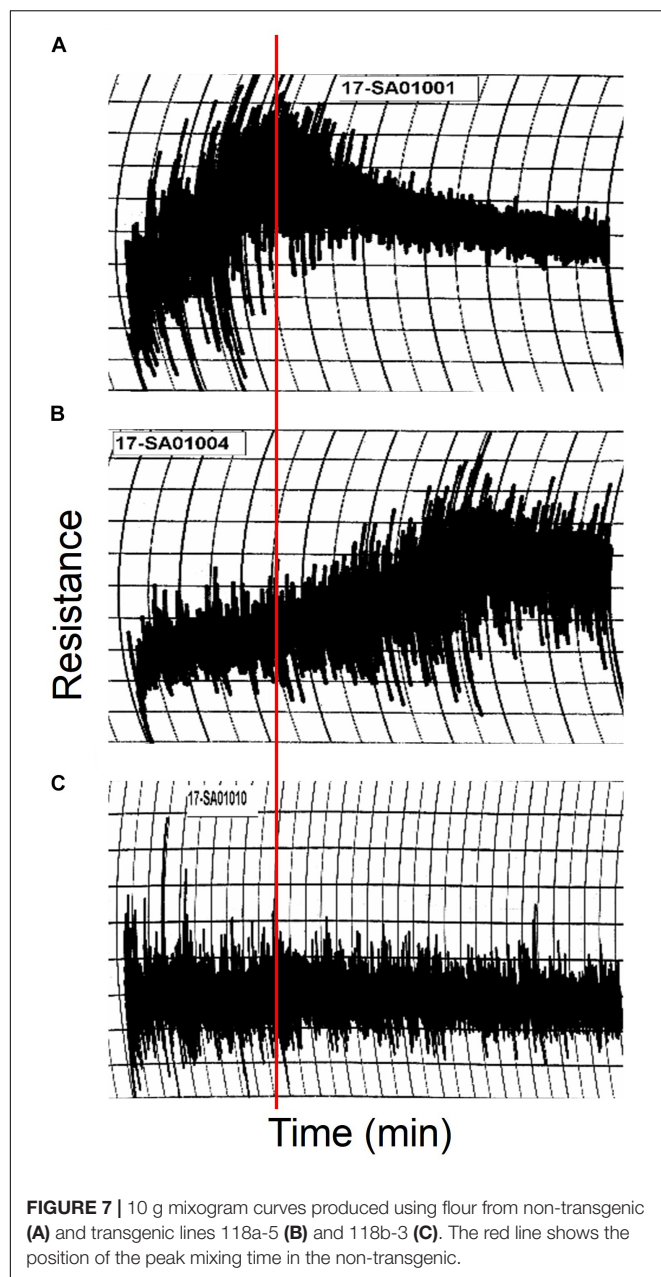 A
17-SA01001
B
17-SA01004
Resistance
C
17-SA01010
Time (min)
FIGURE 7 | 10 g mixogram curves produced using flour from non-transgenic
(A) and transgenic lines 118a-5 (B) and 118b-3 (C). The red line shows the
position of the peak mixing time in the non-transgenic.